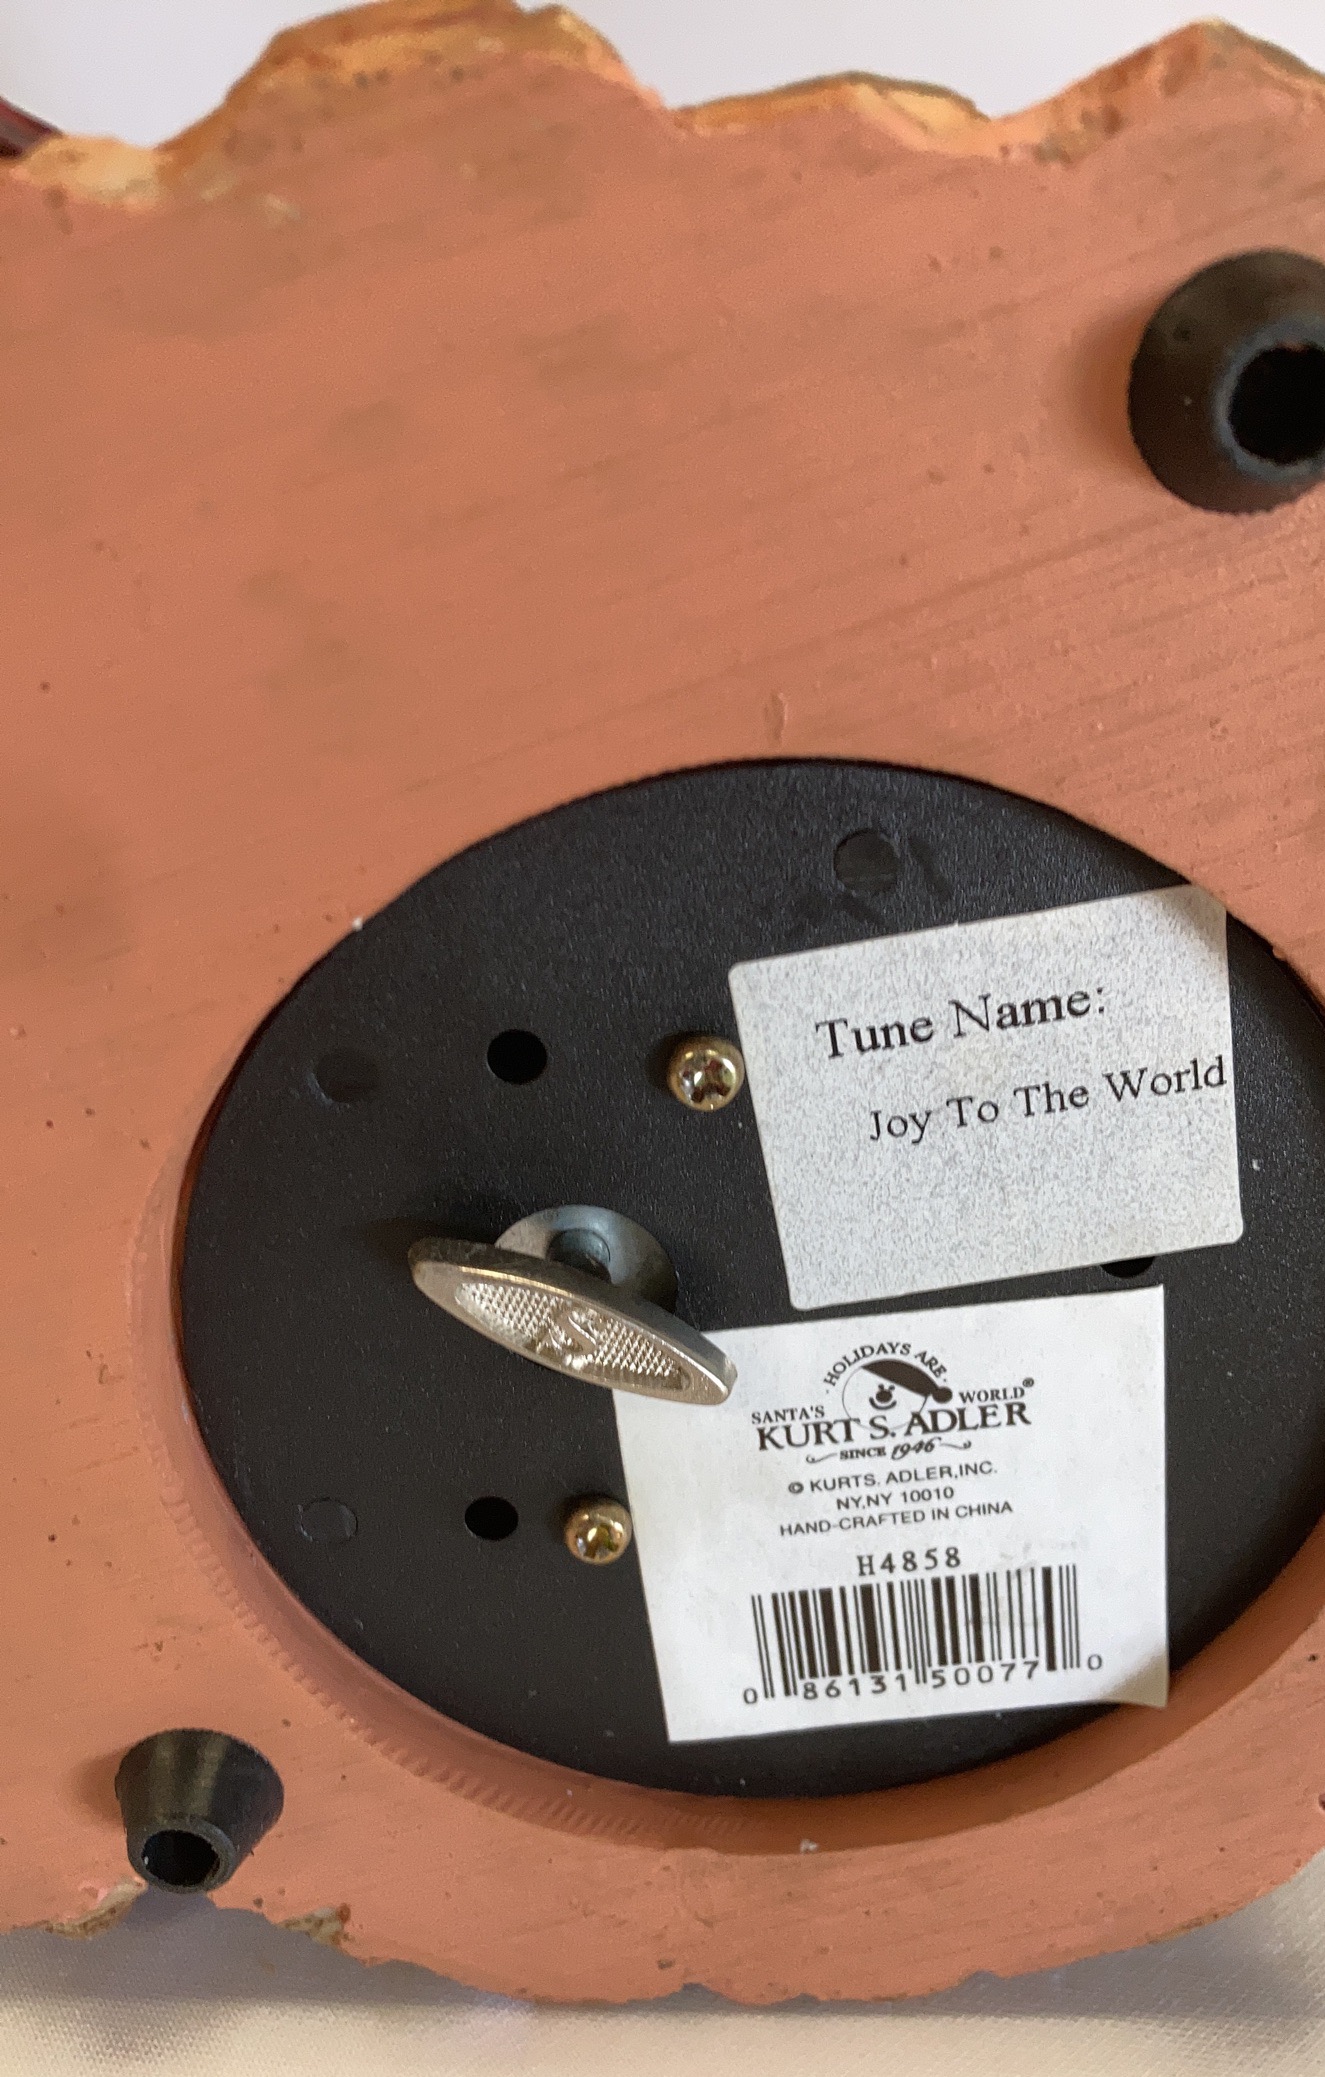 Tune Name:
Joy To The World
HOLIDAYS ARE
SANTA'S WORLD®
KURT S. ADLER
SINCE 1946
© KURTS. ADLER,INC.
NY,NY 10010
HAND-CRAFTED IN CHINA
H4858
0 86131 50077 0